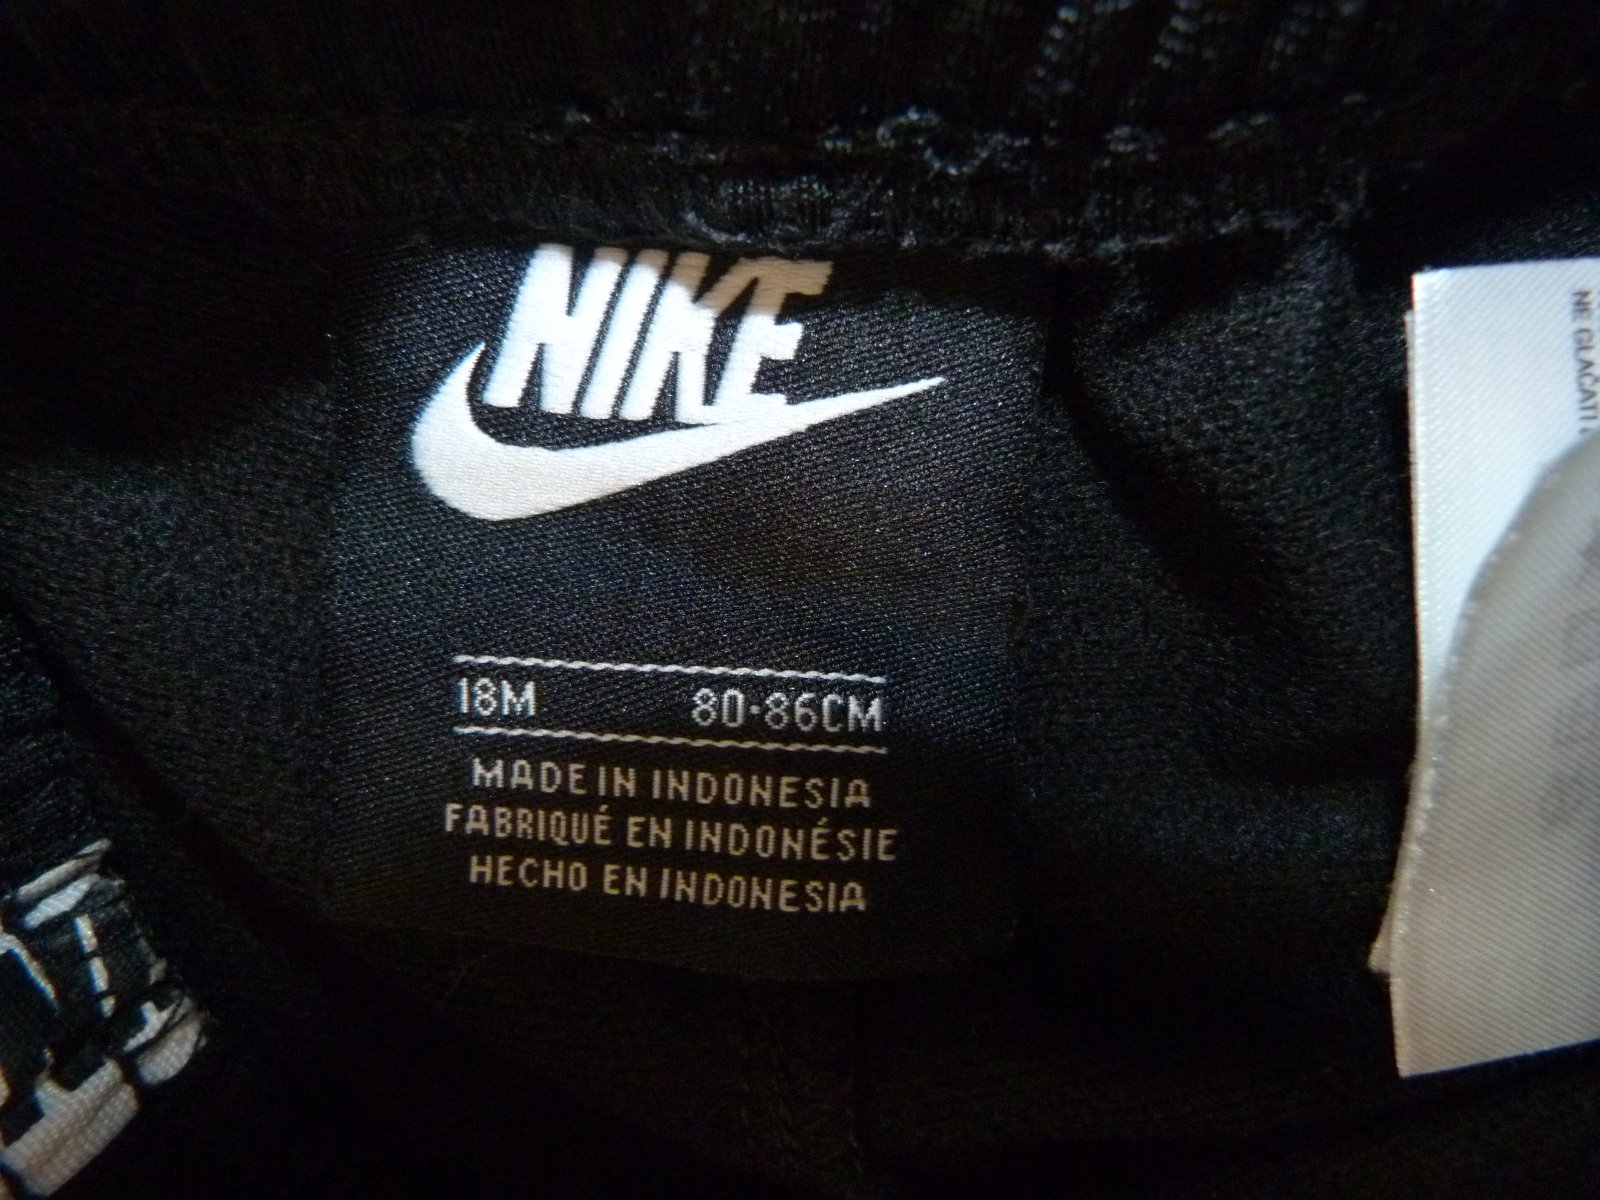 NIKE
18M 80-86CM
MADE IN INDONESIA
FABRIQUÉ EN INDONÉSIE
HECHO EN INDONESIA
NE GLAČATI